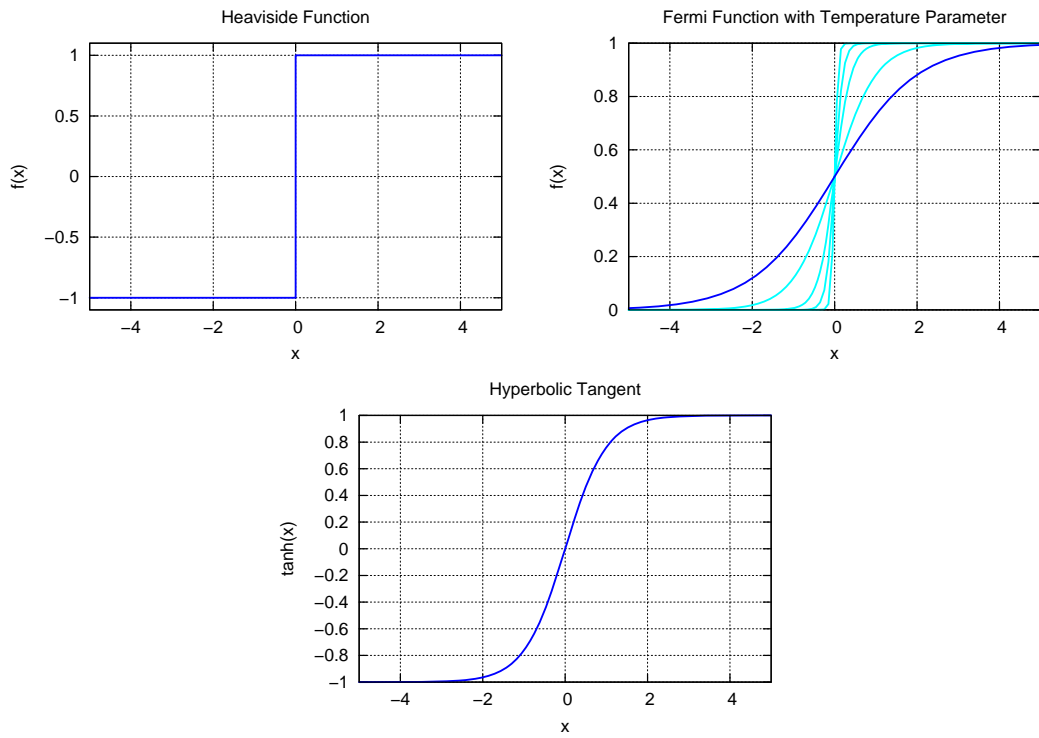 Heaviside Function
1
0.5
0
−0.5
−1
f(x)
−4 −2 0 2 4
x
Fermi Function with Temperature Parameter
1
0.8
0.6
0.4
0.2
0
f(x)
−4 −2 0 2 4
x
Hyperbolic Tangent
1
0.8
0.6
0.4
0.2
0
−0.2
−0.4
−0.6
−0.8
−1
tanh(x)
−4 −2 0 2 4
x